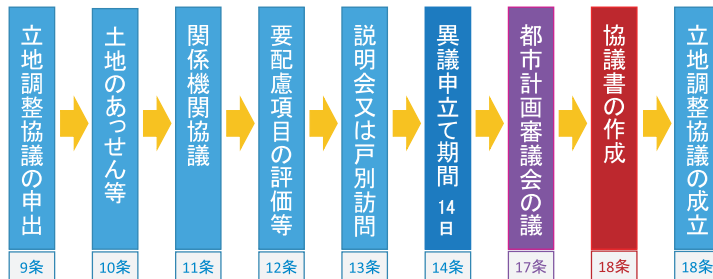 立地調整協議の申出
9条
土地のあっせん等
10条
関係機関協議
11条
要配慮項目の評価等
12条
説明会又は戸別訪問
13条
異議申立て期間 14日
14条
都市計画審議会の議
17条
協議書の作成
18条
立地調整協議の成立
18条